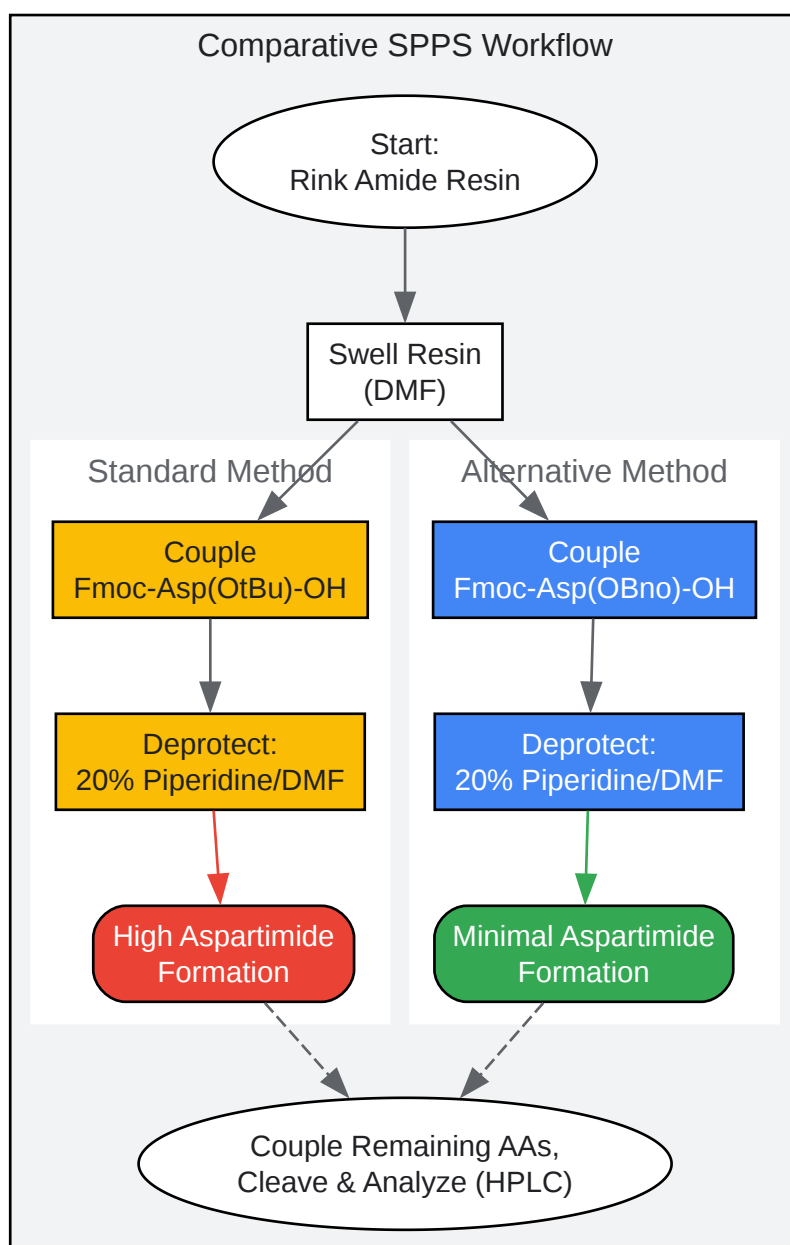 Comparative SPPS Workflow
Start:
Rink Amide Resin
Swell Resin
(DMF)
Standard Method
Couple
Fmoc-Asp(OtBu)-OH
Deprotect:
20% Piperidine/DMF
High Aspartimide
Formation
Alternative Method
Couple
Fmoc-Asp(OBno)-OH
Deprotect:
20% Piperidine/DMF
Minimal Aspartimide
Formation
Couple Remaining AAs,
Cleave & Analyze (HPLC)